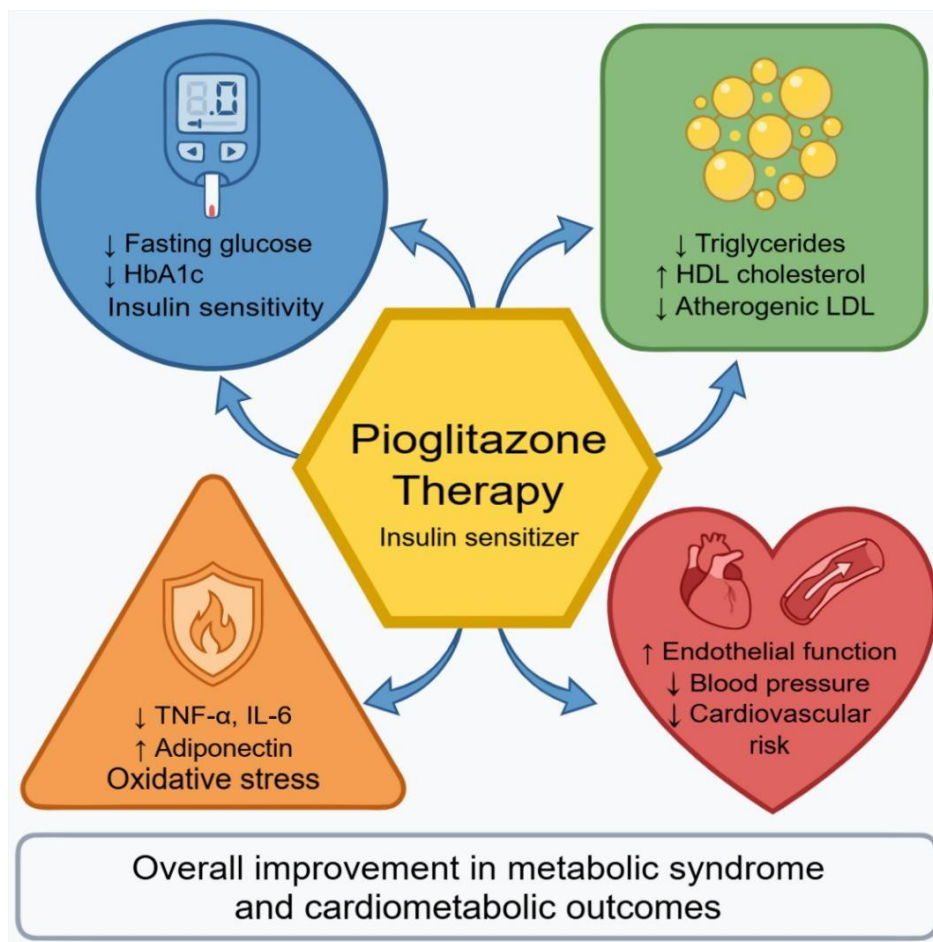 8.0
↓ Fasting glucose
↓ HbA1c
Insulin sensitivity
↓ Triglycerides
↑ HDL cholesterol
↓ Atherogenic LDL
Pioglitazone
Therapy
Insulin sensitizer
↓ TNF-α, IL-6
↑ Adiponectin
Oxidative stress
↑ Endothelial function
↓ Blood pressure
↓ Cardiovascular
risk
Overall improvement in metabolic syndrome
and cardiometabolic outcomes